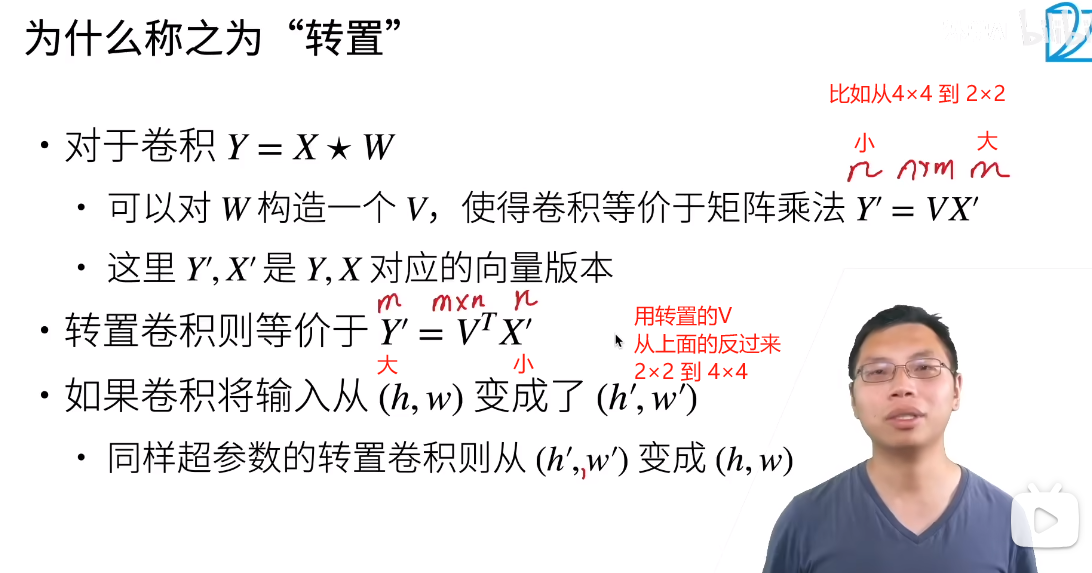 为什么称之为“转置”
bilibili
比如从4×4 到 2×2
小 大
n n×m m
• 对于卷积 Y = X ★ W
• 可以对 W 构造一个 V，使得卷积等价于矩阵乘法 Y′ = VX′
• 这里 Y′, X′ 是 Y, X 对应的向量版本
m m×n n
• 转置卷积则等价于 Y′ = VᵀX′
大 小
用转置的V
从上面的反过来
2×2 到 4×4
• 如果卷积将输入从 (h, w) 变成了 (h′, w′)
• 同样超参数的转置卷积则从 (h′, w′) 变成 (h, w)